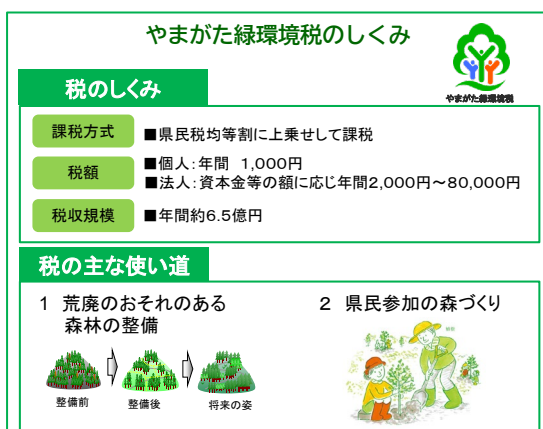 やまがた緑環境税のしくみ
やまがた緑環境税
税のしくみ
課税方式
■県民税均等割に上乗せして課税
税額
■個人:年間 1,000円
■法人:資本金等の額に応じ年間2,000円~80,000円
税収規模
■年間約6.5億円
税の主な使い道
1 荒廃のおそれのある
森林の整備
整備前
整備後
将来の姿
2 県民参加の森づくり